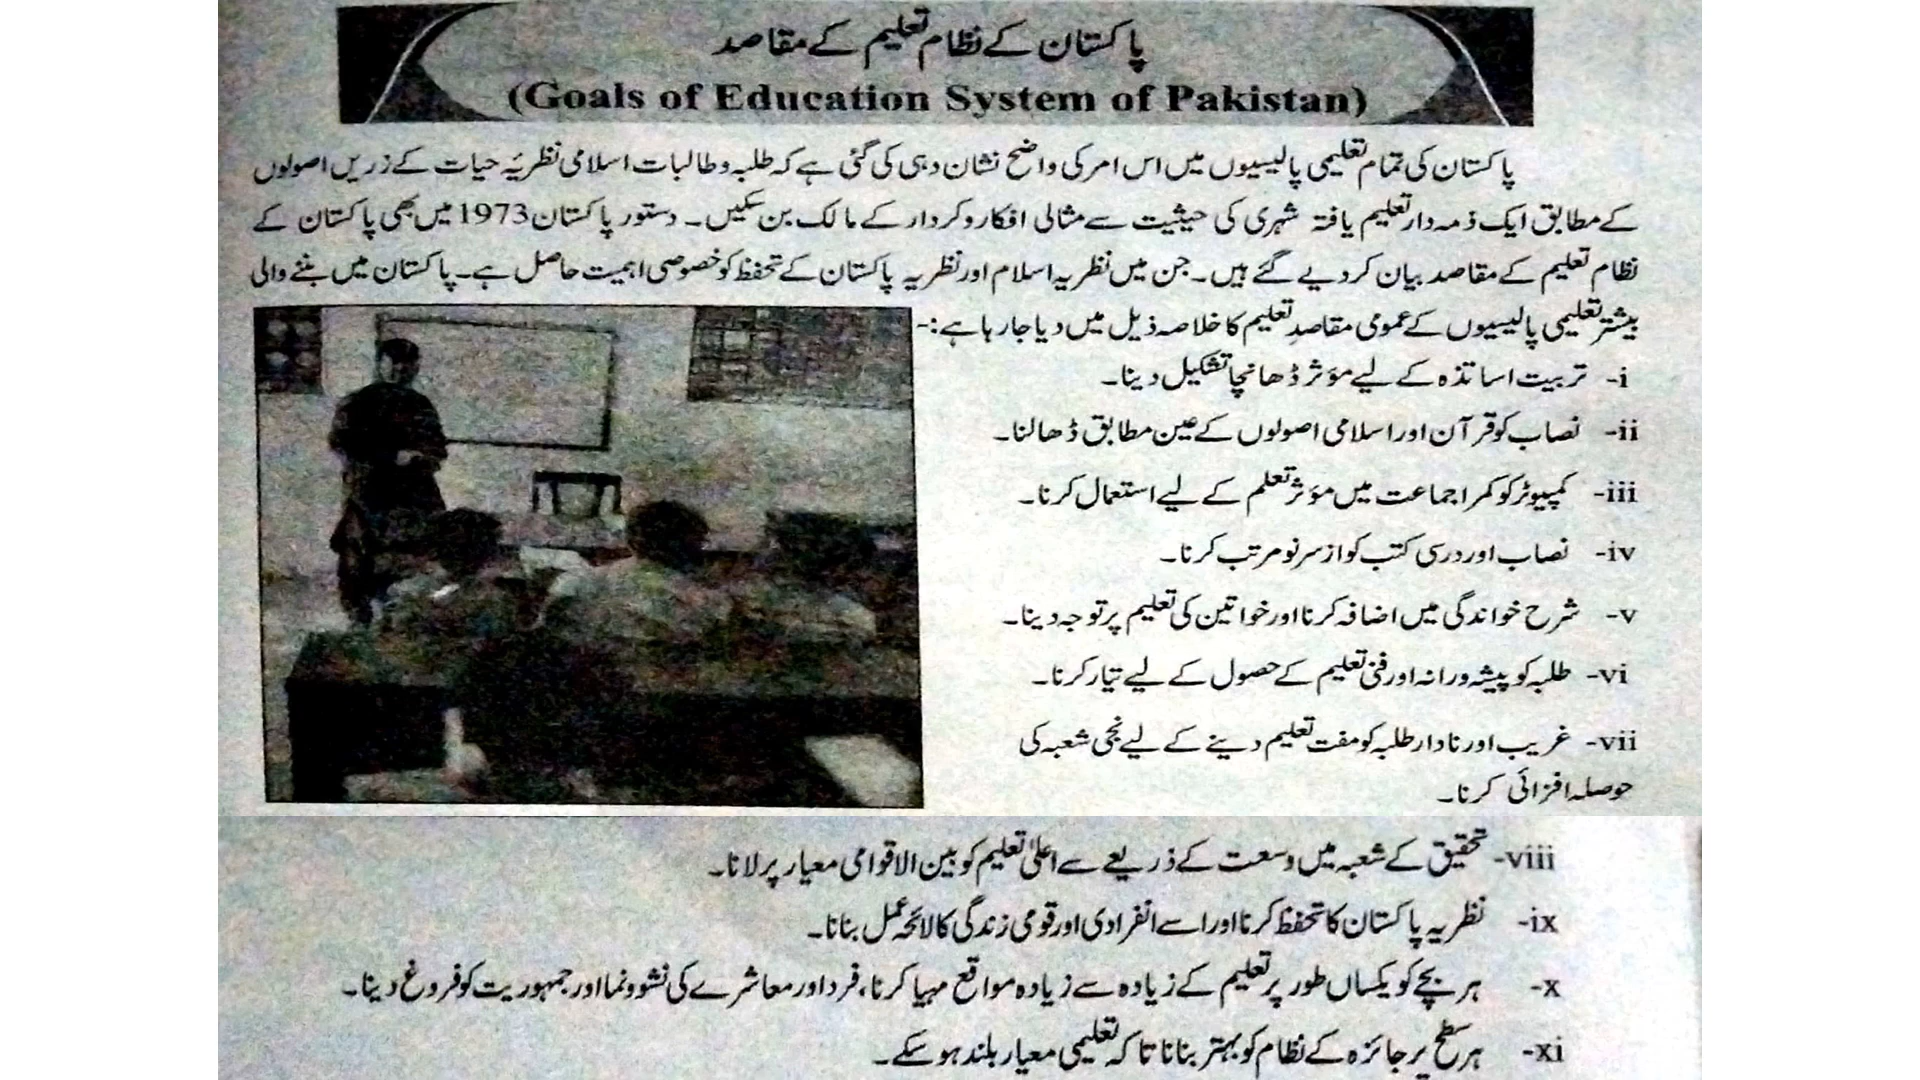 پاکستان کے نظام تعلیم کے مقاصد
(Goals of Education System of Pakistan)
پاکستان کی تمام تعلیمی پالیسیوں میں اس امر کی واضح نشان دہی کی گئی ہے کہ طلبہ و طالبات اسلامی نظریۂ حیات کے زریں اصولوں
کے مطابق ایک ذمہ دار تعلیم یافتہ شہری کی حیثیت سے مثالی افکار و کردار کے مالک بن سکیں۔ دستور پاکستان 1973 میں بھی پاکستان کے
نظام تعلیم کے مقاصد بیان کر دیے گئے ہیں۔ جن میں نظریہ اسلام اور نظریہ پاکستان کے تحفظ کو خصوصی اہمیت حاصل ہے۔ پاکستان میں بننے والی
بیشتر تعلیمی پالیسیوں کے عمومی مقاصدِ تعلیم کا خلاصہ ذیل میں دیا جا رہا ہے:-
i- تربیت اساتذہ کے لیے مؤثر ڈھانچا تشکیل دینا۔
ii- نصاب کو قرآن اور اسلامی اصولوں کے عین مطابق ڈھالنا۔
iii- کمپیوٹر کو کمرا جماعت میں مؤثر تعلم کے لیے استعمال کرنا۔
iv- نصاب اور درسی کتب کو از سر نو مرتب کرنا۔
v- شرح خواندگی میں اضافہ کرنا اور خواتین کی تعلیم پر توجہ دینا۔
vi- طلبہ کو پیشہ ورانہ اور فنی تعلیم کے حصول کے لیے تیار کرنا۔
vii- غریب اور نادار طلبہ کو مفت تعلیم دینے کے لیے نجی شعبہ کی
حوصلہ افزائی کرنا۔
viii- تحقیق کے شعبہ میں وسعت کے ذریعے سے اعلیٰ تعلیم کو بین الاقوامی معیار پر لانا۔
ix- نظریہ پاکستان کا تحفظ کرنا اور اسے انفرادی اور قومی زندگی کا لائحہ عمل بنانا۔
x- ہر بچے کو یکساں طور پر تعلیم کے زیادہ سے زیادہ مواقع مہیا کرنا، فرد اور معاشرے کی نشوونما اور جمہوریت کو فروغ دینا۔
xi- ہر سطح پر جائزہ کے نظام کو بہتر بنانا تا کہ تعلیمی معیار بلند ہو سکے۔